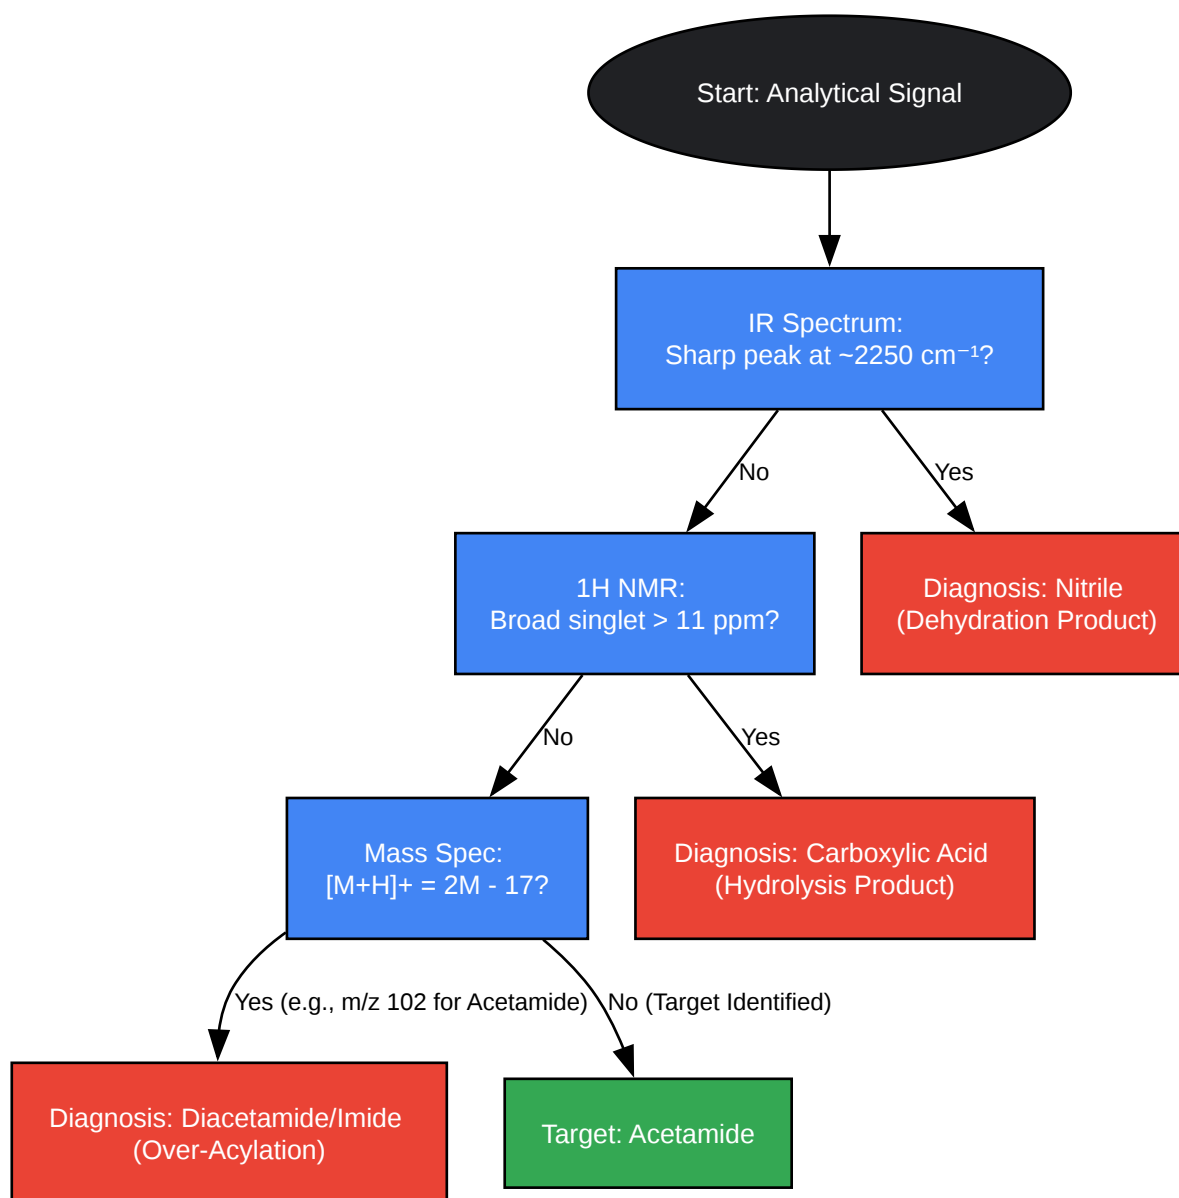 Start: Analytical Signal
IR Spectrum:
Sharp peak at ~2250 cm⁻¹?
No
Yes
1H NMR:
Broad singlet > 11 ppm?
Diagnosis: Nitrile
(Dehydration Product)
No
Yes
Mass Spec:
[M+H]+ = 2M - 17?
Diagnosis: Carboxylic Acid
(Hydrolysis Product)
Yes (e.g., m/z 102 for Acetamide)
No (Target Identified)
Diagnosis: Diacetamide/Imide
(Over-Acylation)
Target: Acetamide